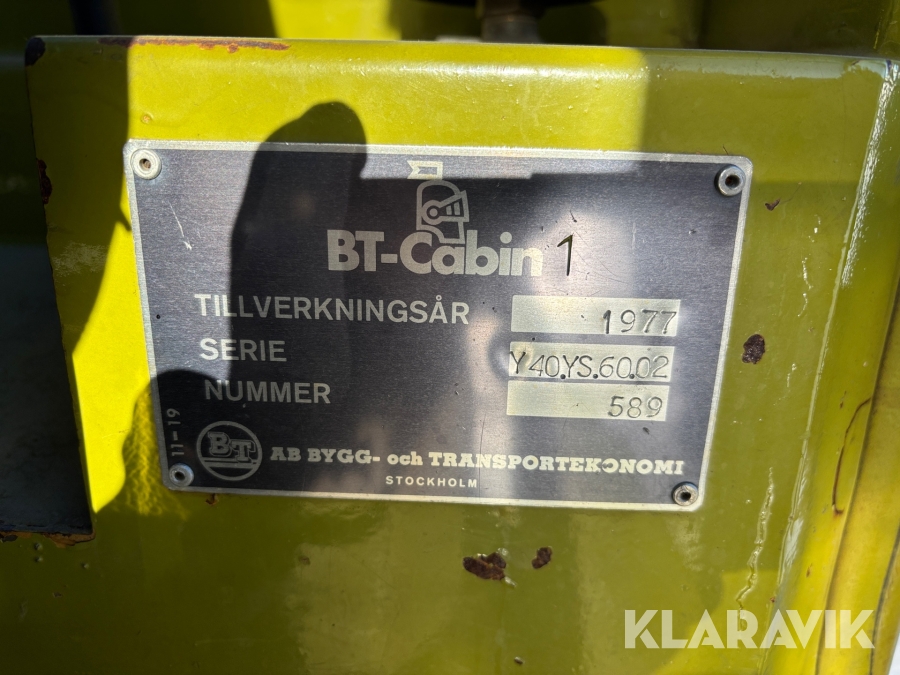 BT-Cabin 1
TILLVERKNINGSÅR 1977
SERIE Y40.YS.60.02
NUMMER 589
11-19
BT AB BYGG- och TRANSPORTEKONOMI
STOCKHOLM
KLARAVIK